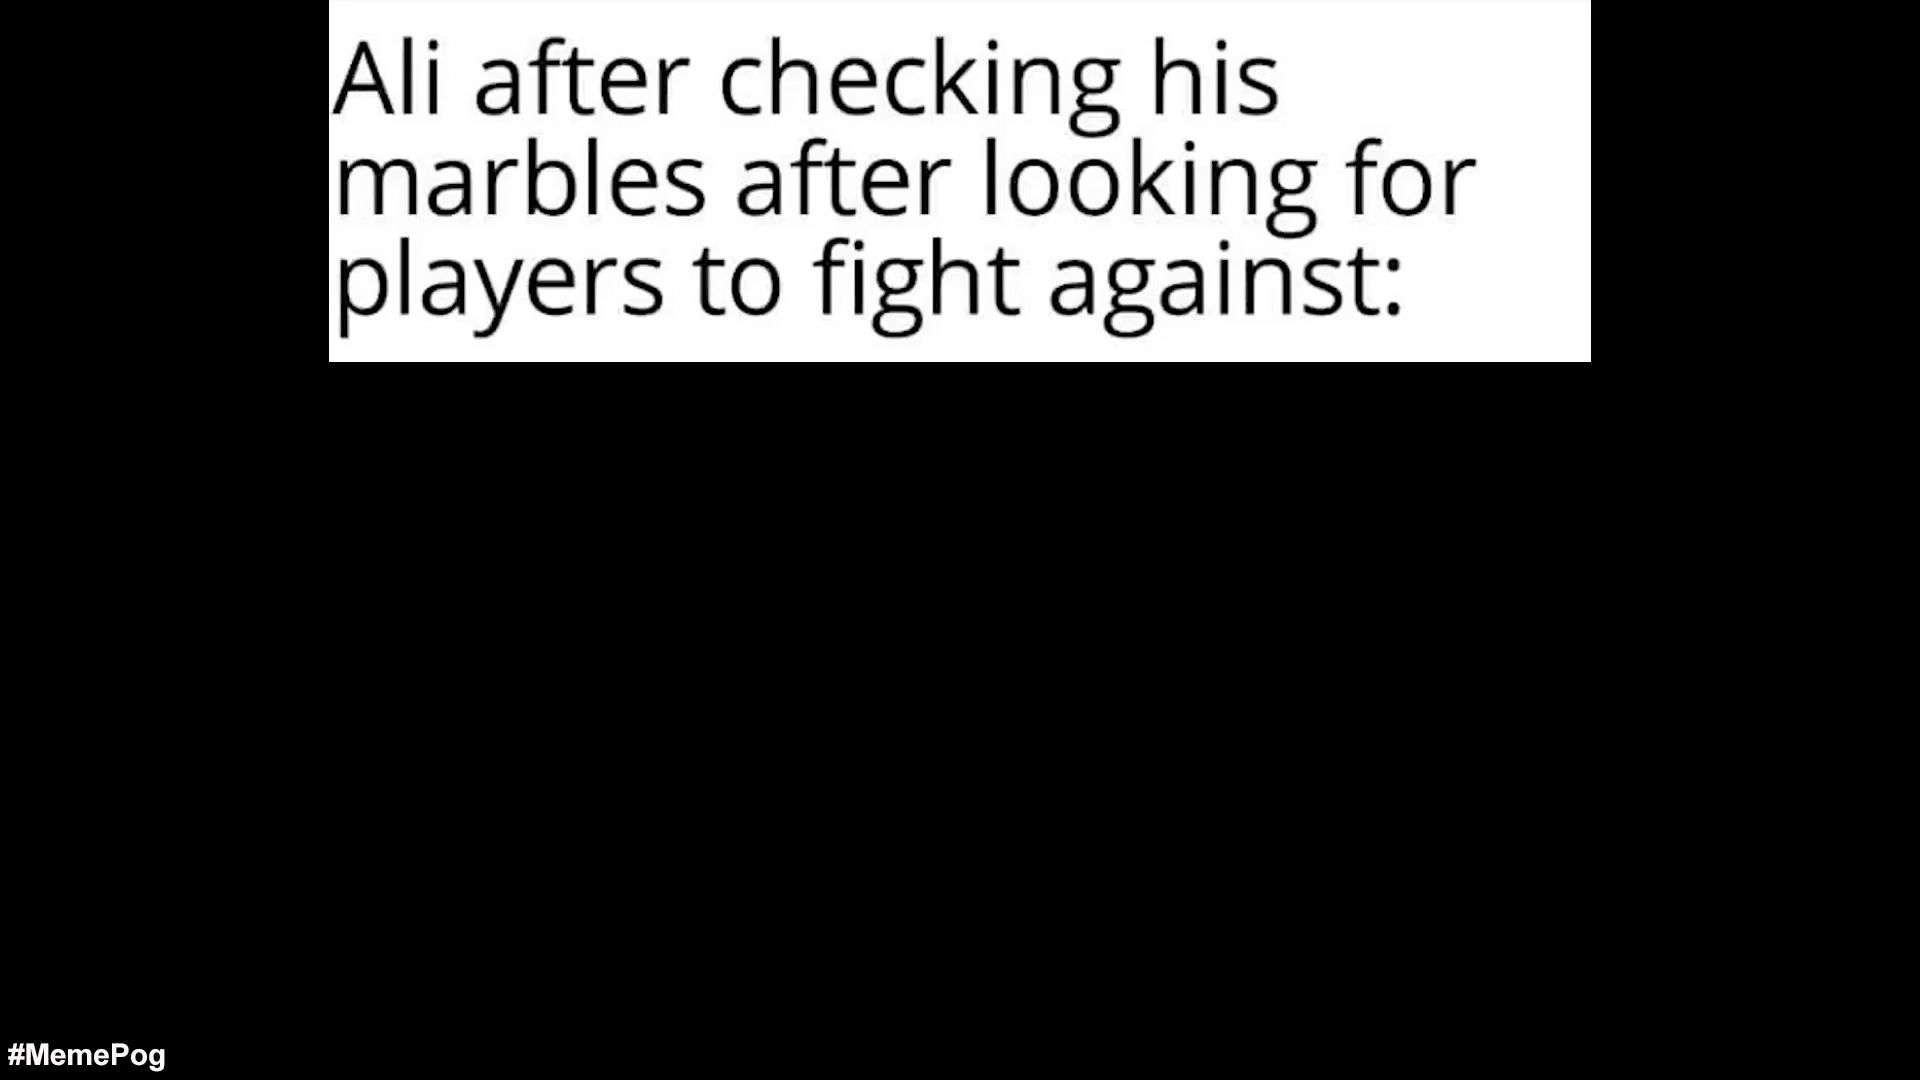 Ali after checking his
marbles after looking for
players to fight against:
#MemePog